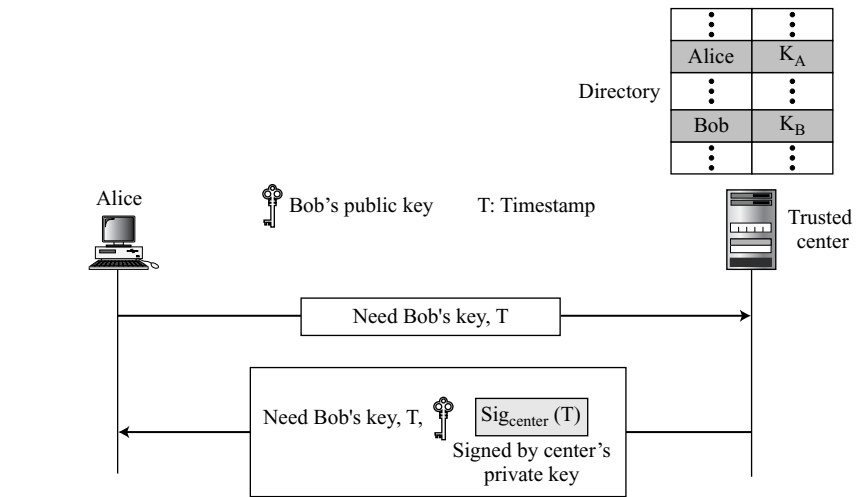 Alice K_A
Directory
Bob K_B
Alice
Bob's public key
T: Timestamp
Trusted
center
Need Bob's key, T
Need Bob's key, T,
Sig_center (T)
Signed by center's
private key